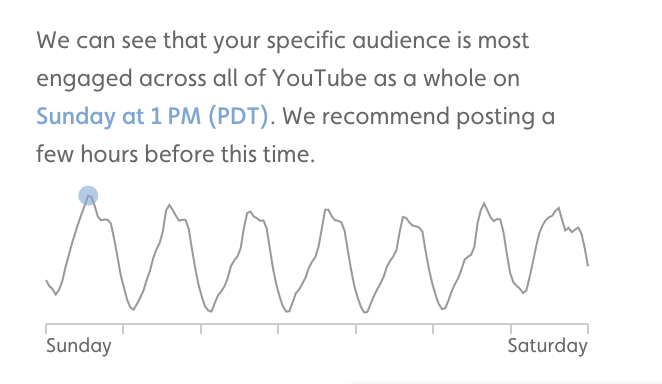 We can see that your specific audience is most
engaged across all of YouTube as a whole on
Sunday at 1 PM (PDT). We recommend posting a
few hours before this time.
Sunday
Saturday